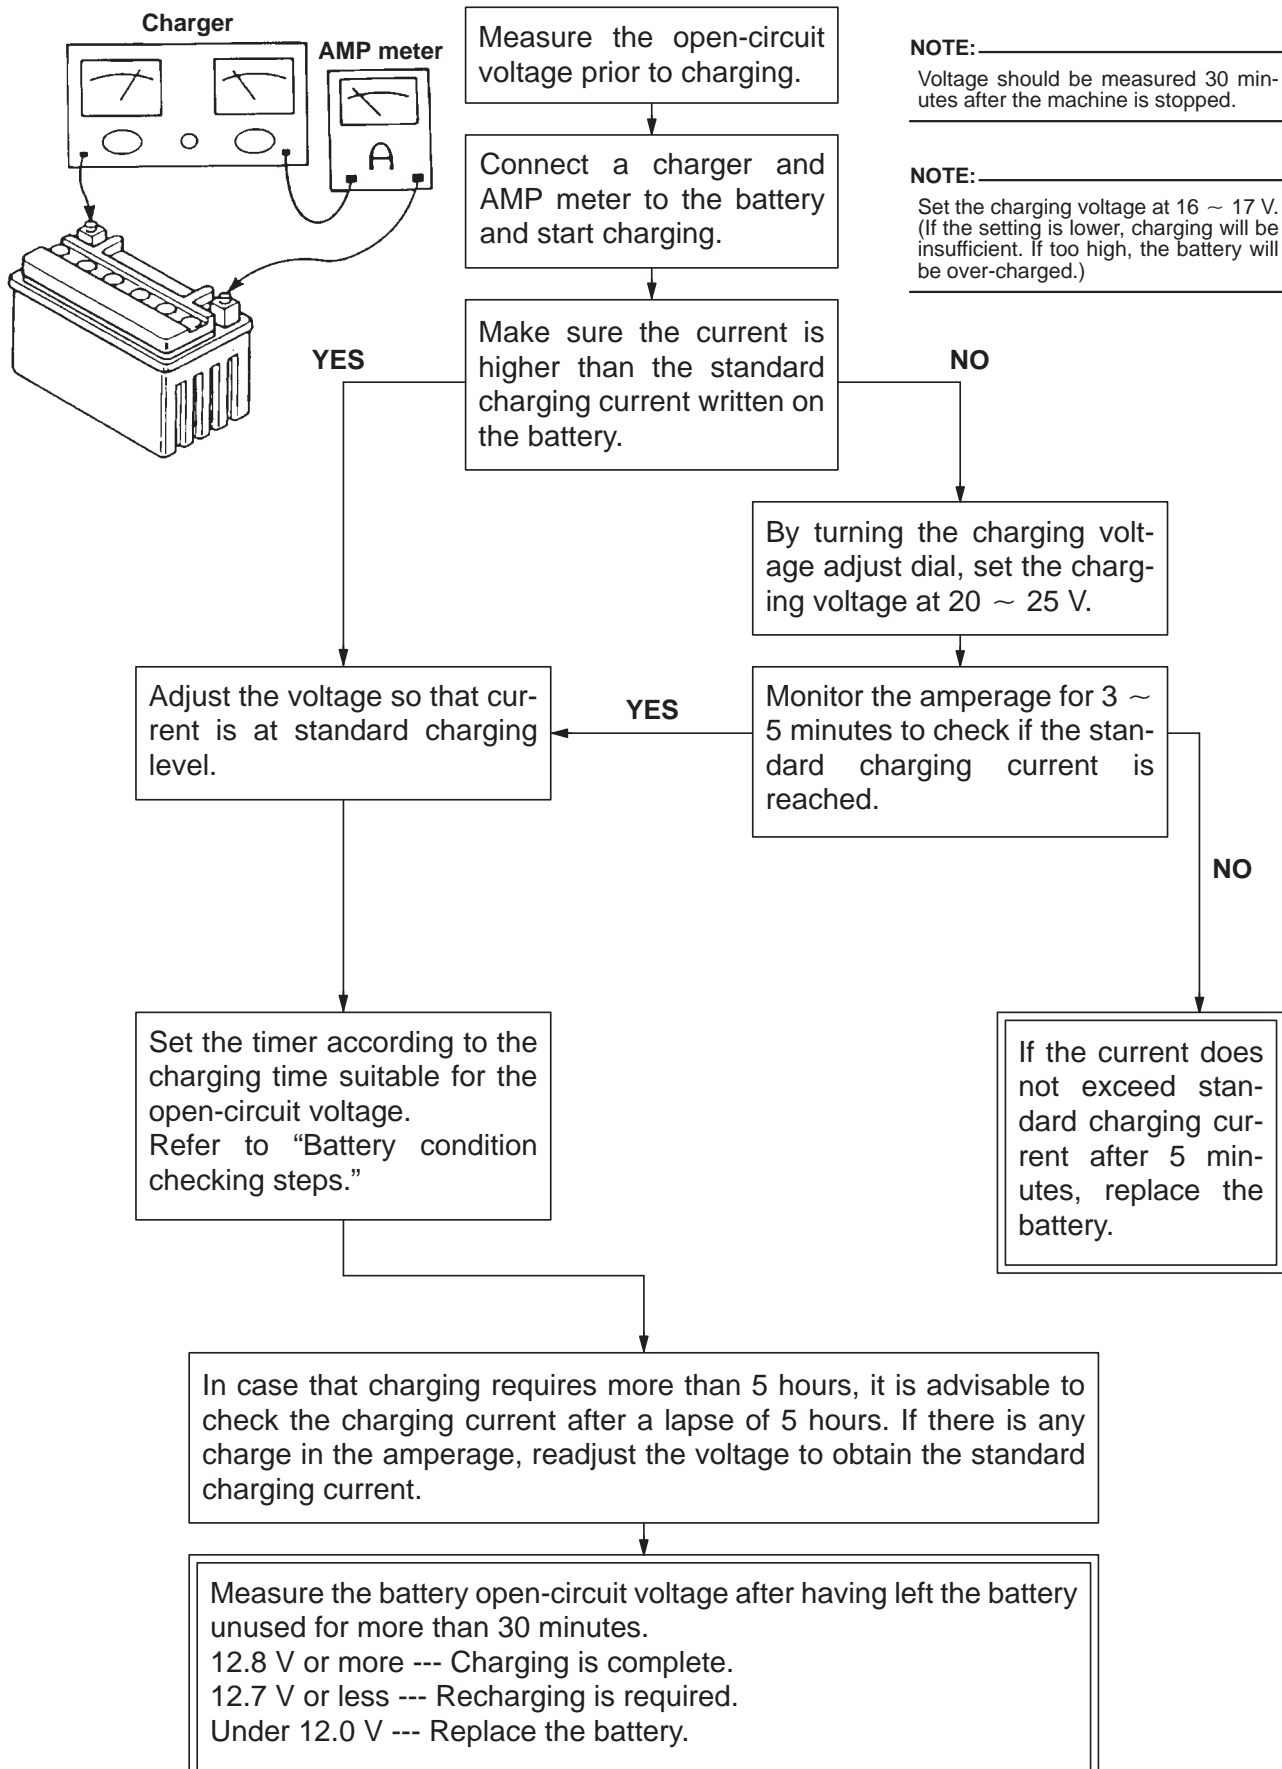 Charger
AMP meter
Measure the open-circuit
voltage prior to charging.
NOTE:
Voltage should be measured 30 min-
utes after the machine is stopped.
Connect a charger and
AMP meter to the battery
and start charging.
NOTE:
Set the charging voltage at 16 ~ 17 V.
(If the setting is lower, charging will be
insufficient. If too high, the battery will
be over-charged.)
Make sure the current is
higher than the standard
charging current written on
the battery.
YES
NO
By turning the charging volt-
age adjust dial, set the charg-
ing voltage at 20 ~ 25 V.
Adjust the voltage so that cur-
rent is at standard charging
level.
YES
Monitor the amperage for 3 ~
5 minutes to check if the stan-
dard charging current is
reached.
NO
Set the timer according to the
charging time suitable for the
open-circuit voltage.
Refer to “Battery condition
checking steps.”
If the current does
not exceed stan-
dard charging cur-
rent after 5 min-
utes, replace the
battery.
In case that charging requires more than 5 hours, it is advisable to
check the charging current after a lapse of 5 hours. If there is any
charge in the amperage, readjust the voltage to obtain the standard
charging current.
Measure the battery open-circuit voltage after having left the battery
unused for more than 30 minutes.
12.8 V or more --- Charging is complete.
12.7 V or less --- Recharging is required.
Under 12.0 V --- Replace the battery.